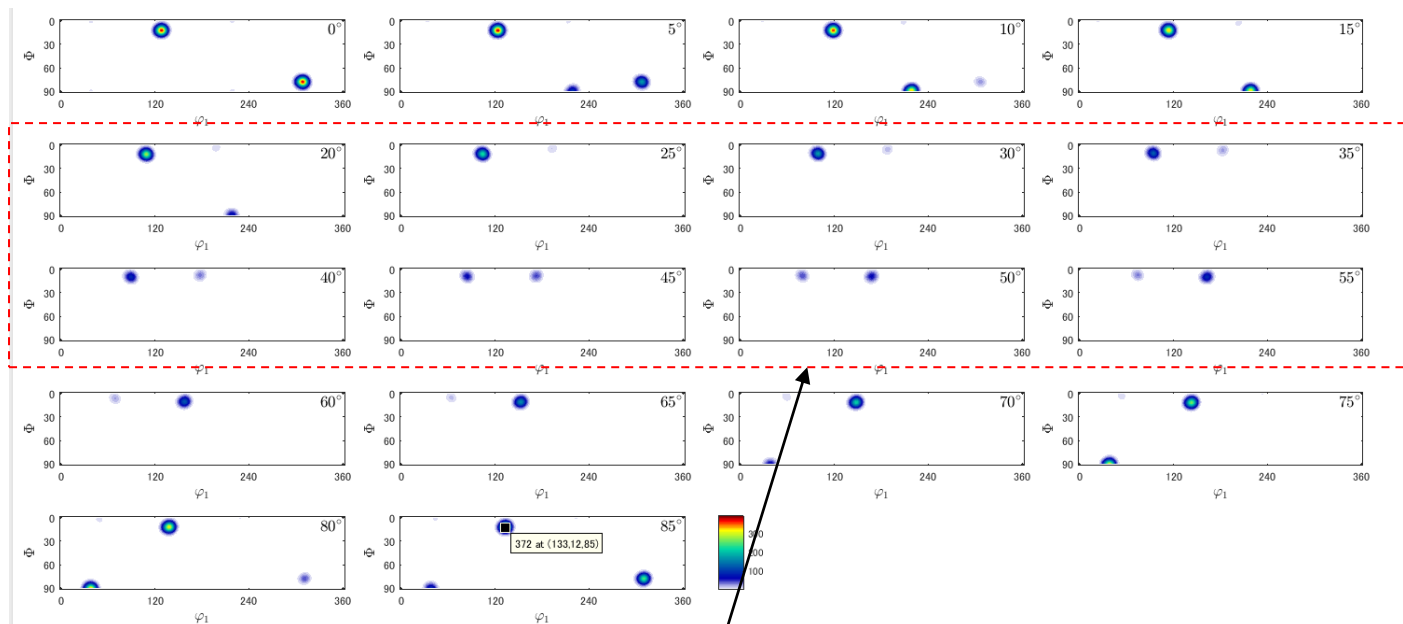 0 30 60 90 Φ 0 120 240 360 φ₁ 0°
0 30 60 90 Φ 0 120 240 360 φ₁ 5°
0 30 60 90 Φ 0 120 240 360 φ₁ 10°
0 30 60 90 Φ 0 120 240 360 φ₁ 15°
0 30 60 90 Φ 0 120 240 360 φ₁ 20°
0 30 60 90 Φ 0 120 240 360 φ₁ 25°
0 30 60 90 Φ 0 120 240 360 φ₁ 30°
0 30 60 90 Φ 0 120 240 360 φ₁ 35°
0 30 60 90 Φ 0 120 240 360 φ₁ 40°
0 30 60 90 Φ 0 120 240 360 φ₁ 45°
0 30 60 90 Φ 0 120 240 360 φ₁ 50°
0 30 60 90 Φ 0 120 240 360 φ₁ 55°
0 30 60 90 Φ 0 120 240 360 φ₁ 60°
0 30 60 90 Φ 0 120 240 360 φ₁ 65°
0 30 60 90 Φ 0 120 240 360 φ₁ 70°
0 30 60 90 Φ 0 120 240 360 φ₁ 75°
0 30 60 90 Φ 0 120 240 360 φ₁ 80°
0 30 60 90 Φ 0 120 240 360 φ₁ 85°
372 at (133,12,85)
300
200
100